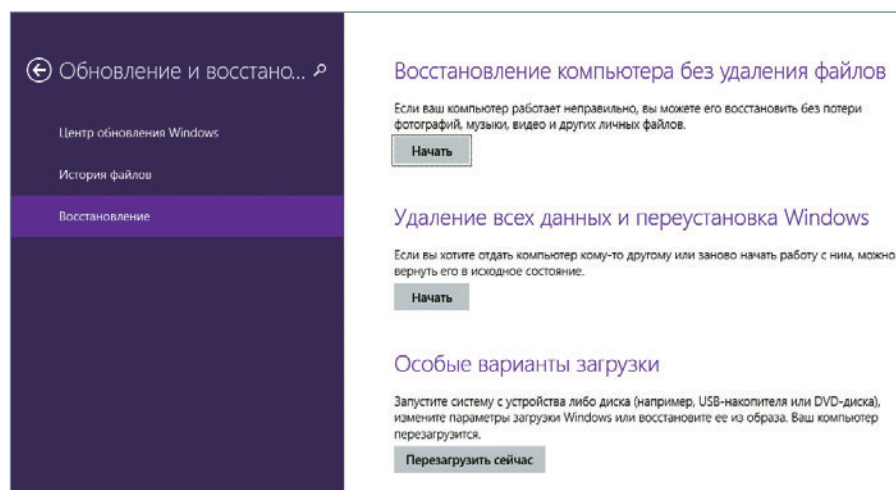 Обновление и восстано...
Центр обновления Windows
История файлов
Восстановление
Восстановление компьютера без удаления файлов
Если ваш компьютер работает неправильно, вы можете его восстановить без потери
фотографий, музыки, видео и других личных файлов.
Начать
Удаление всех данных и переустановка Windows
Если вы хотите отдать компьютер кому-то другому или заново начать работу с ним, можно
вернуть его в исходное состояние.
Начать
Особые варианты загрузки
Запустите систему с устройства либо диска (например, USB-накопителя или DVD-диска),
измените параметры загрузки Windows или восстановите ее из образа. Ваш компьютер
перезагрузится.
Перезагрузить сейчас